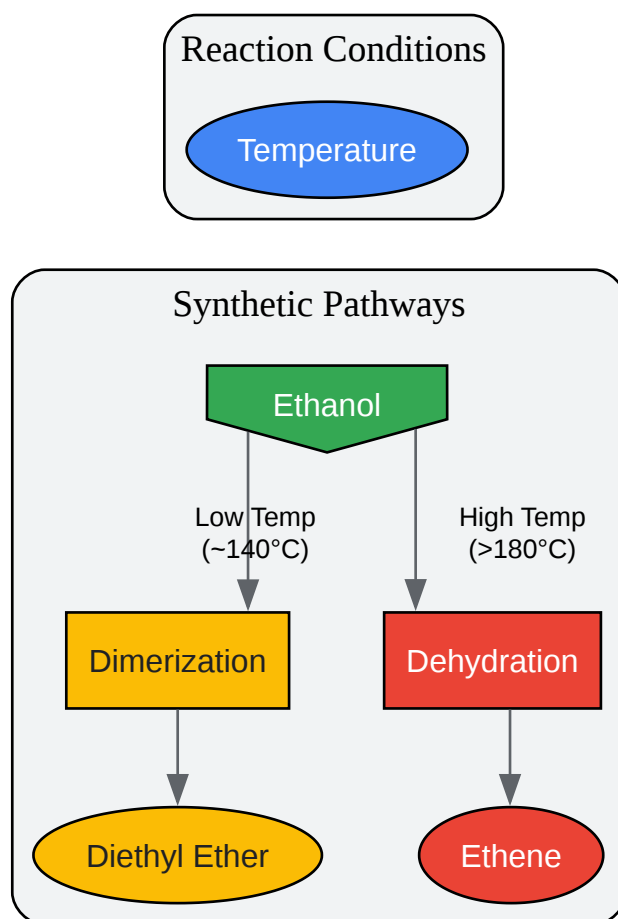 Reaction Conditions
Temperature
Synthetic Pathways
Ethanol
Low Temp
(~140°C)
High Temp
(>180°C)
Dimerization
Dehydration
Diethyl Ether
Ethene